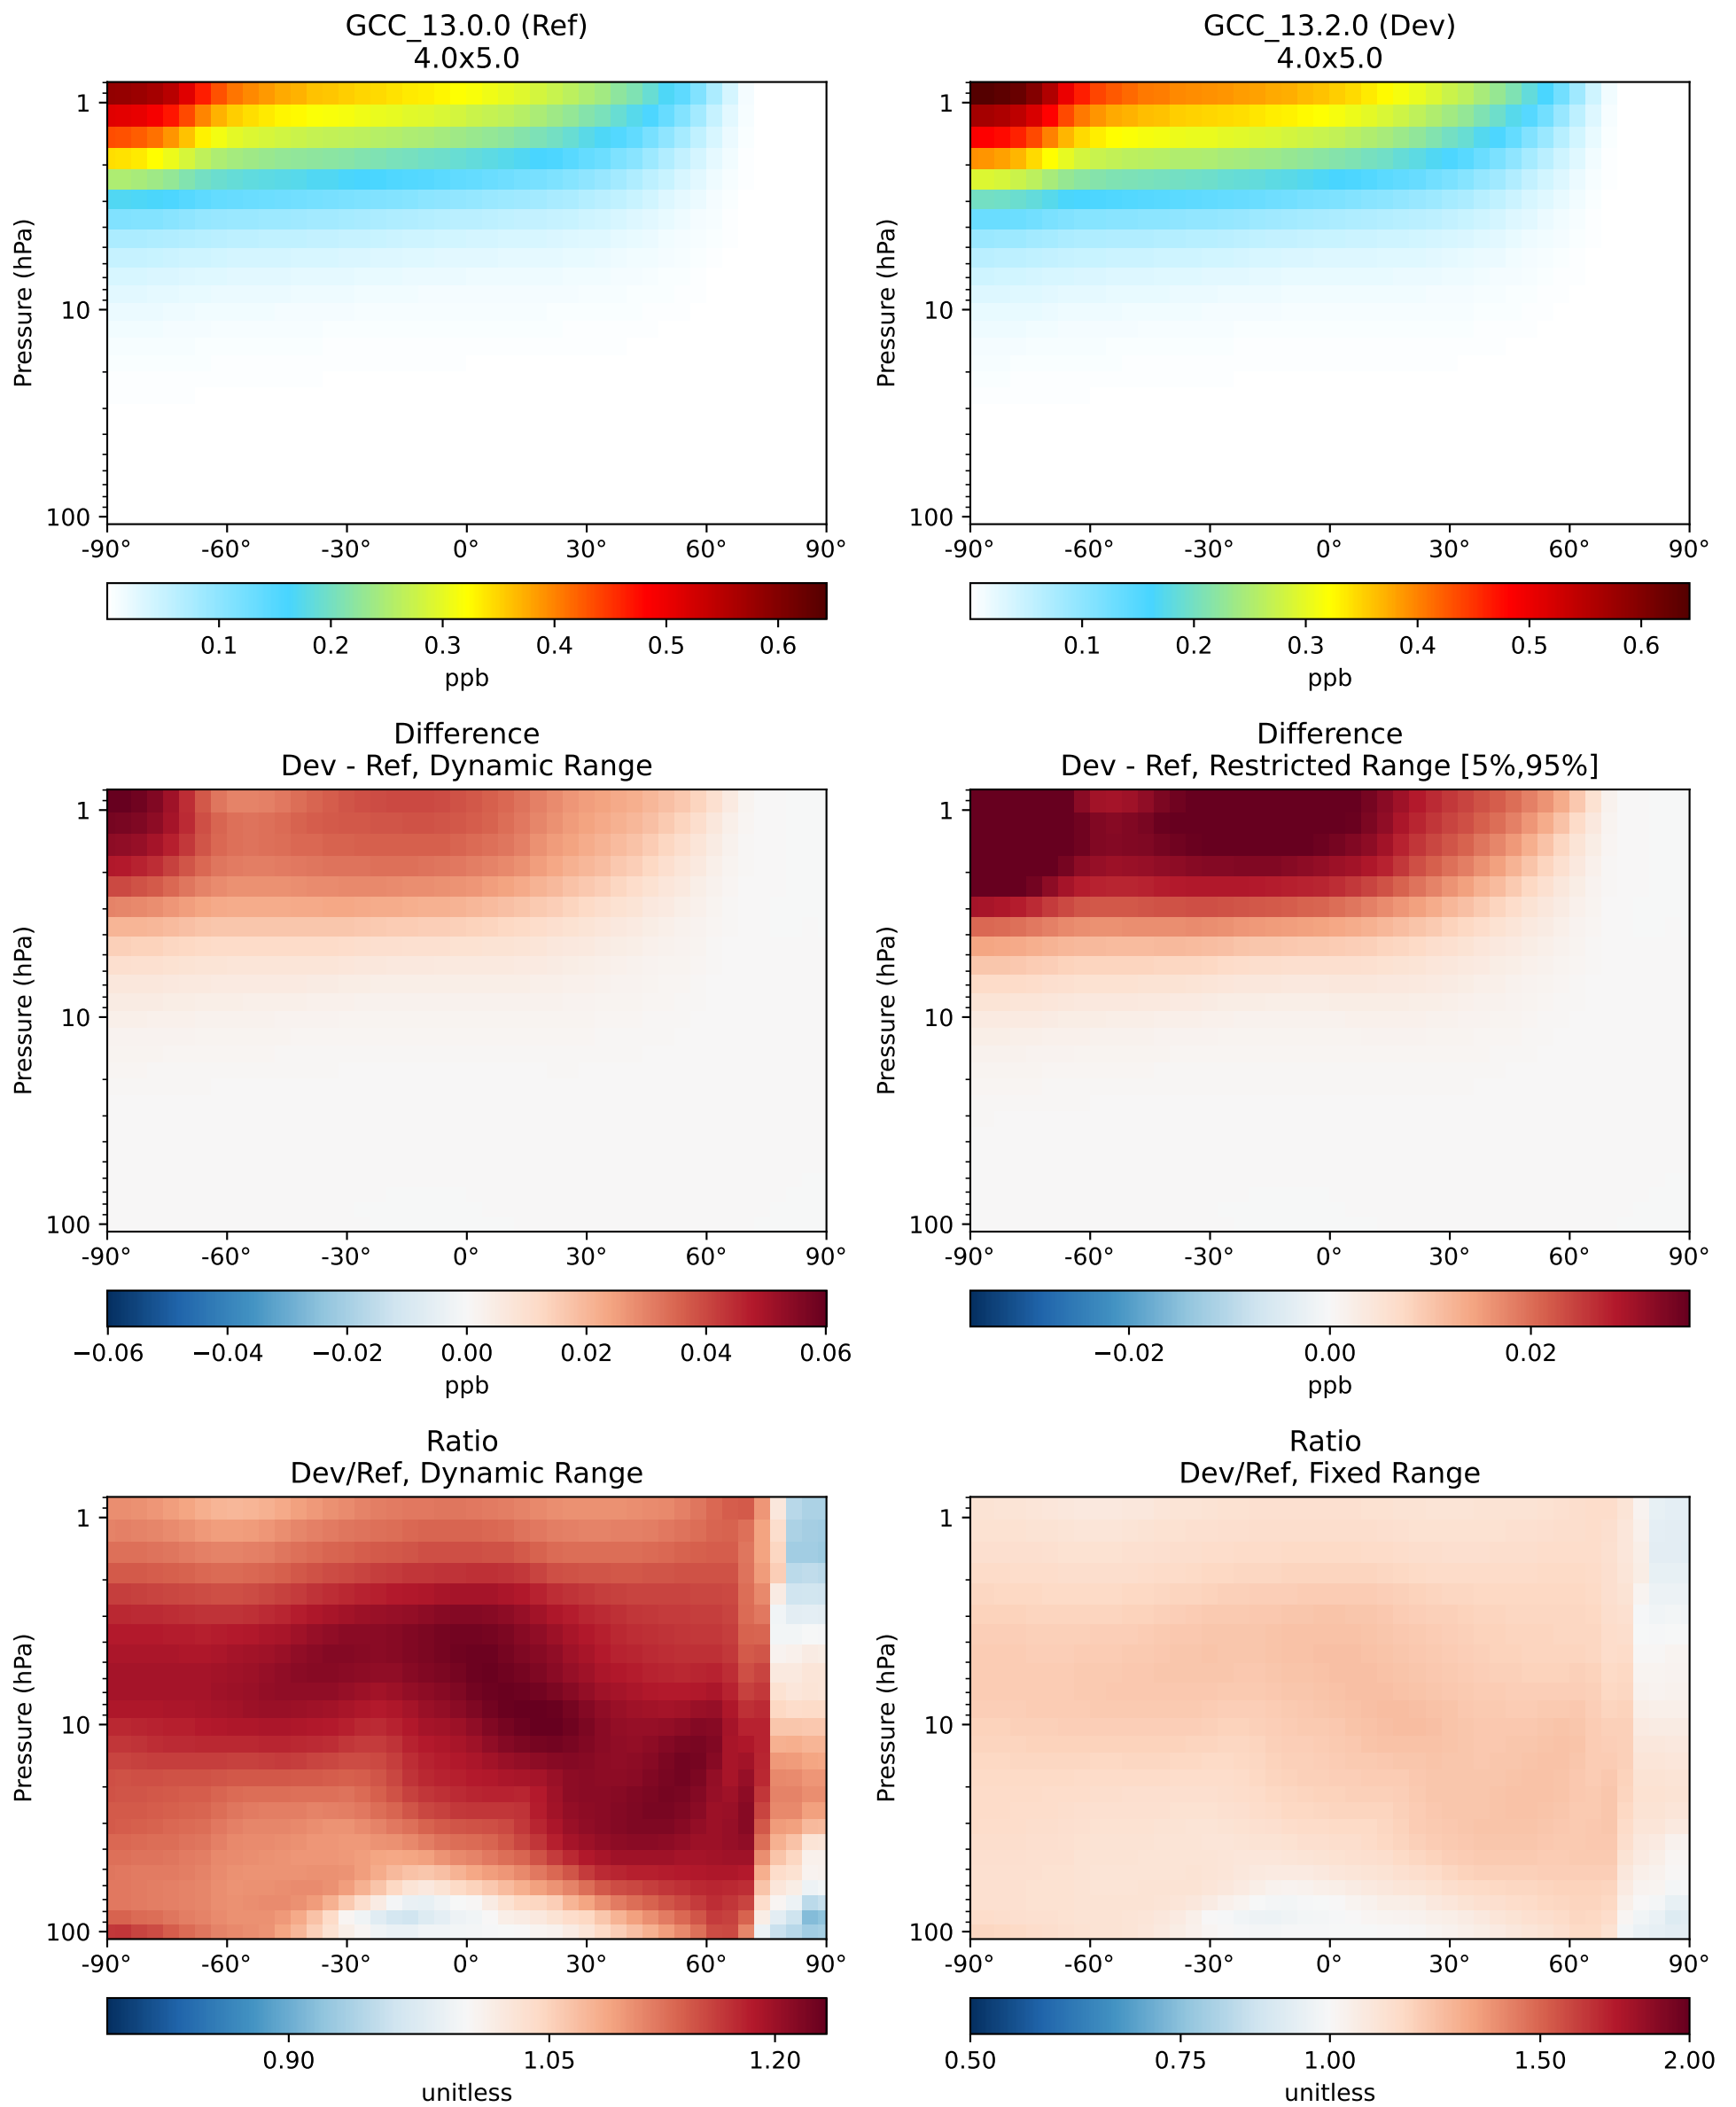 GCC_13.0.0 (Ref)
4.0x5.0
GCC_13.2.0 (Dev)
4.0x5.0
Pressure (hPa)
1
10
100
-90° -60° -30° 0° 30° 60° 90°
0.1 0.2 0.3 0.4 0.5 0.6
ppb
Pressure (hPa)
1
10
100
-90° -60° -30° 0° 30° 60° 90°
0.1 0.2 0.3 0.4 0.5 0.6
ppb
Difference
Dev - Ref, Dynamic Range
Difference
Dev - Ref, Restricted Range [5%,95%]
Pressure (hPa)
1
10
100
-90° -60° -30° 0° 30° 60° 90°
−0.06 −0.04 −0.02 0.00 0.02 0.04 0.06
ppb
Pressure (hPa)
1
10
100
-90° -60° -30° 0° 30° 60° 90°
−0.02 0.00 0.02
ppb
Ratio
Dev/Ref, Dynamic Range
Ratio
Dev/Ref, Fixed Range
Pressure (hPa)
1
10
100
-90° -60° -30° 0° 30° 60° 90°
0.90 1.05 1.20
unitless
Pressure (hPa)
1
10
100
-90° -60° -30° 0° 30° 60° 90°
0.50 0.75 1.00 1.50 2.00
unitless